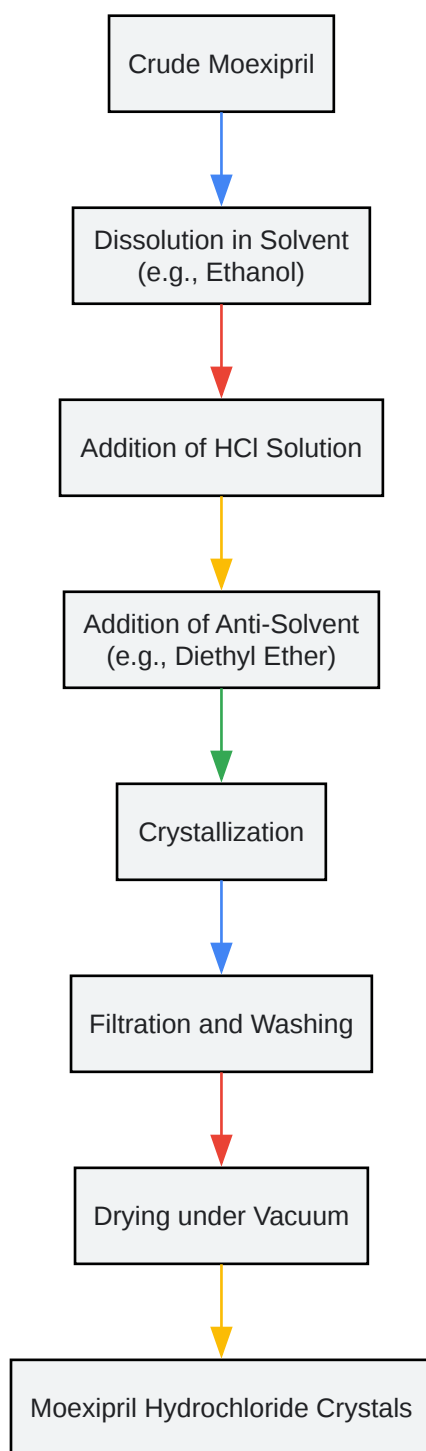 Crude Moexipril
Dissolution in Solvent
(e.g., Ethanol)
Addition of HCl Solution
Addition of Anti-Solvent
(e.g., Diethyl Ether)
Crystallization
Filtration and Washing
Drying under Vacuum
Moexipril Hydrochloride Crystals